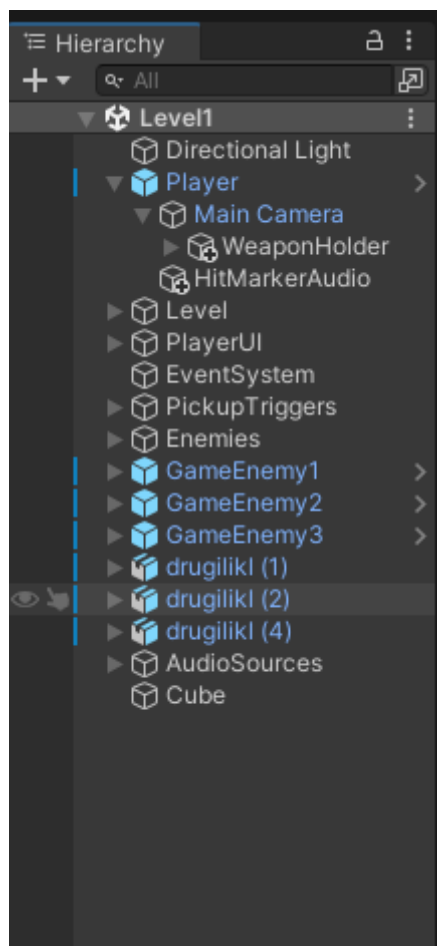 Hierarchy
All
Level1
Directional Light
Player
Main Camera
WeaponHolder
HitMarkerAudio
Level
PlayerUI
EventSystem
PickupTriggers
Enemies
GameEnemy1
GameEnemy2
GameEnemy3
drugilikl (1)
drugilikl (2)
drugilikl (4)
AudioSources
Cube